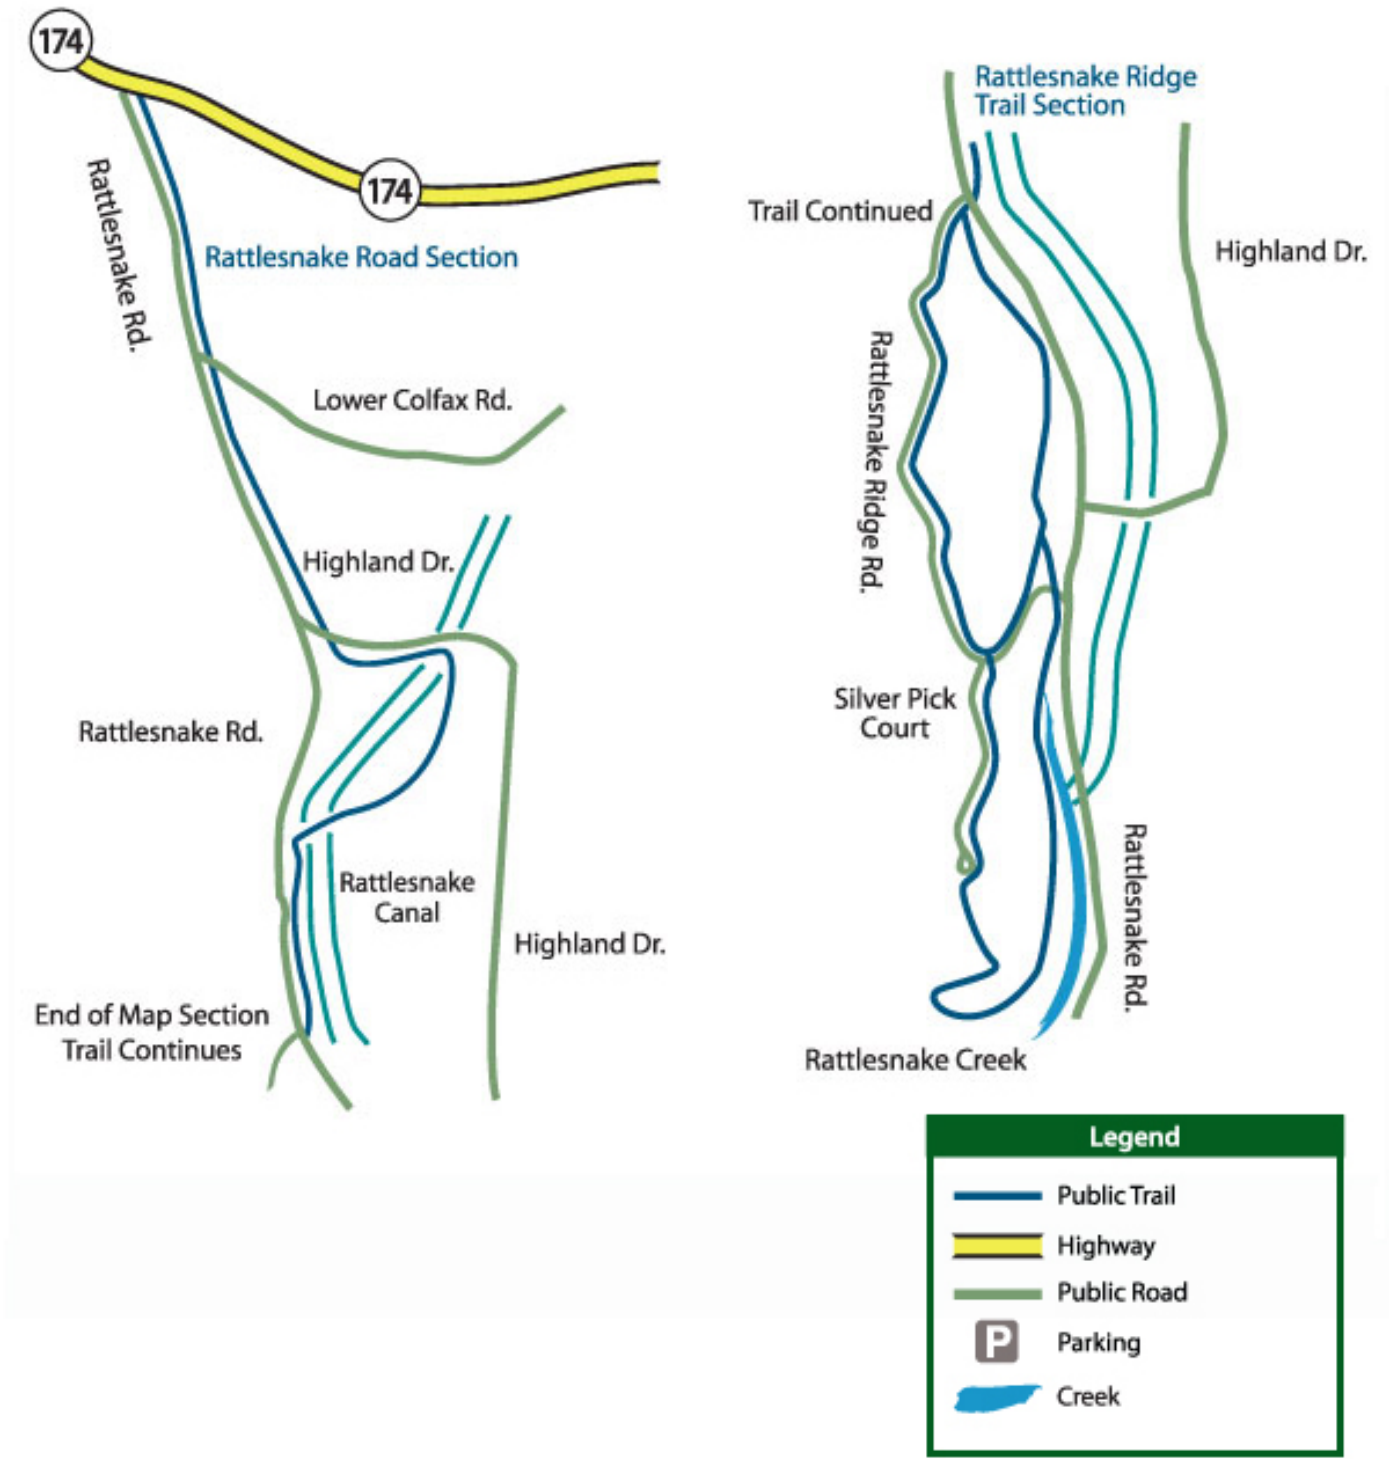 174
174
Rattlesnake Rd.
Rattlesnake Road Section
Lower Colfax Rd.
Highland Dr.
Rattlesnake Rd.
Rattlesnake
Canal
Highland Dr.
End of Map Section
Trail Continues
Rattlesnake Ridge
Trail Section
Trail Continued
Highland Dr.
Rattlesnake Ridge Rd.
Silver Pick
Court
Rattlesnake Rd.
Rattlesnake Creek
Legend
Public Trail
Highway
Public Road
P
Parking
Creek